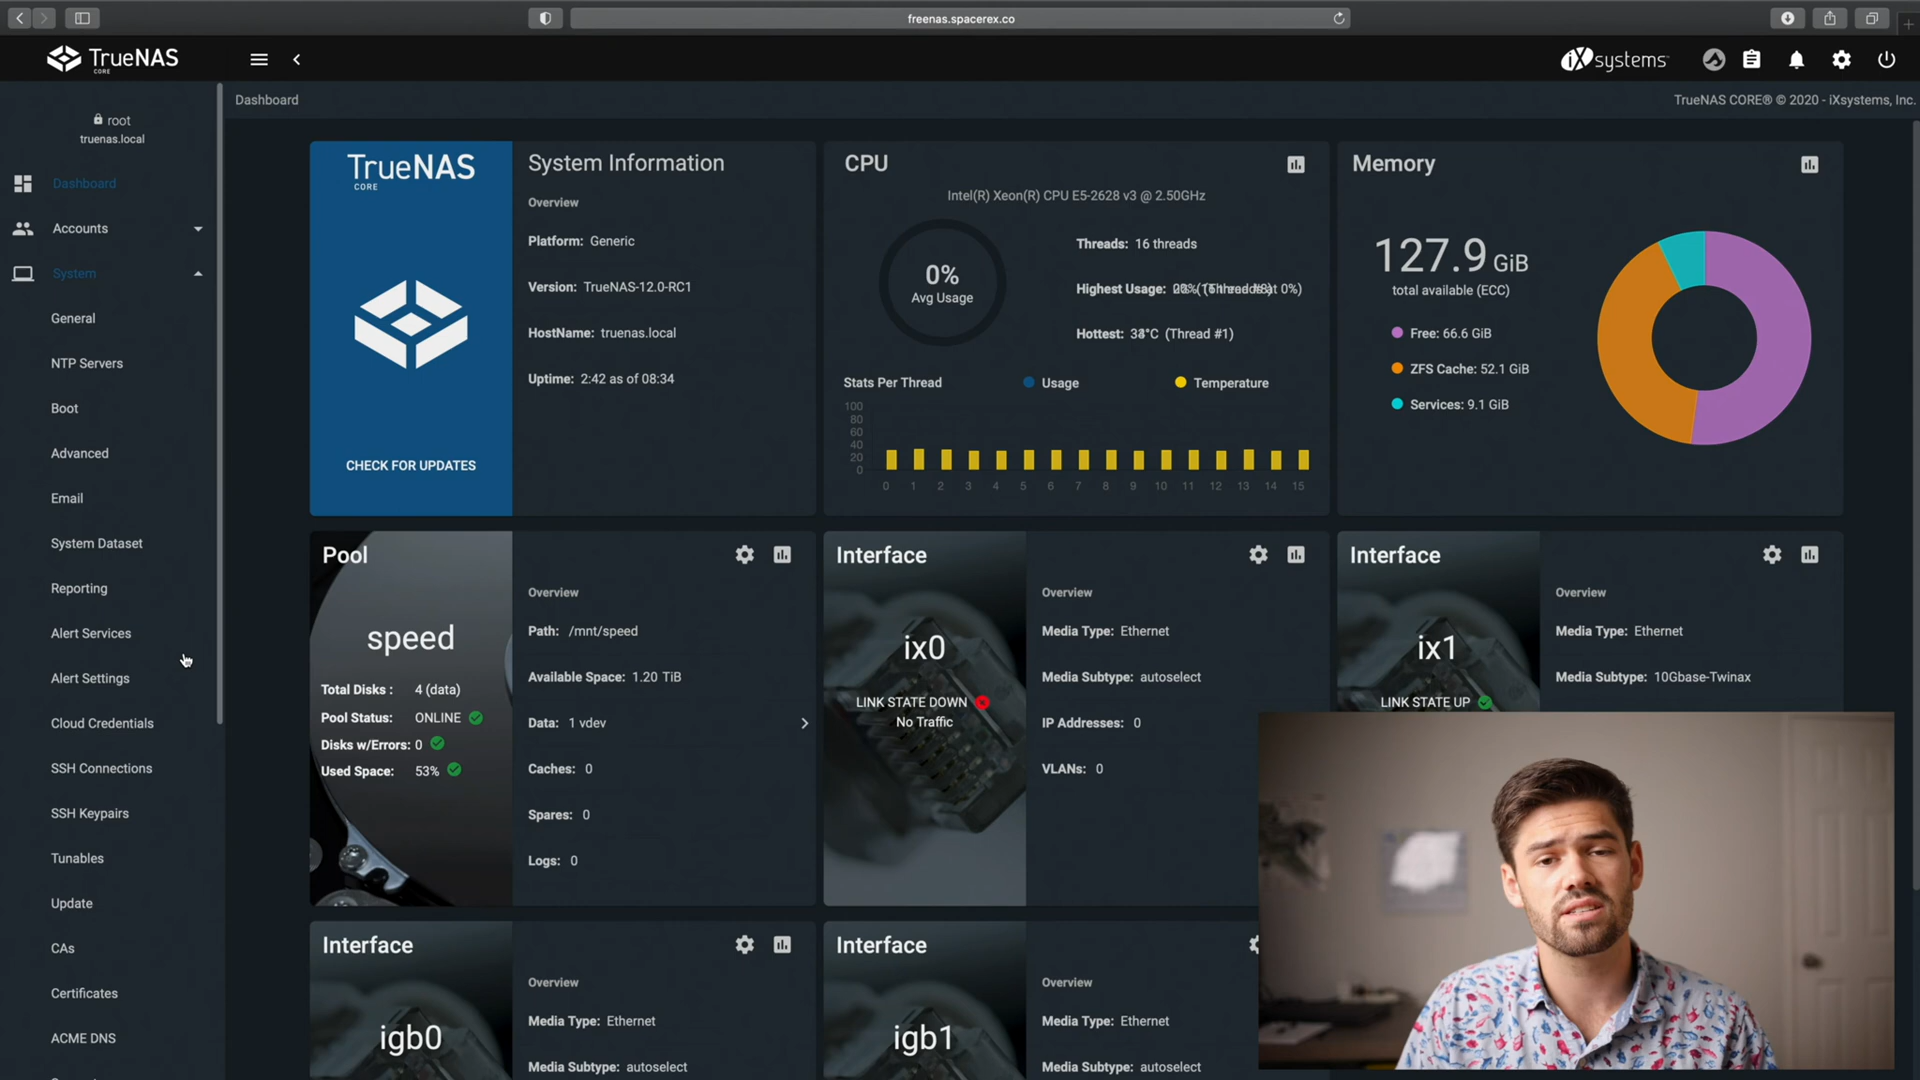 freenas.spacerex.co
TrueNAS
CORE
iXsystems
root
truenas.local
Dashboard
TrueNAS CORE® © 2020 - iXsystems, Inc.
Dashboard
Accounts
System
General
NTP Servers
Boot
Advanced
Email
System Dataset
Reporting
Alert Services
Alert Settings
Cloud Credentials
SSH Connections
SSH Keypairs
Tunables
Update
CAs
Certificates
ACME DNS
TrueNAS
CORE
CHECK FOR UPDATES
System Information
Overview
Platform: Generic
Version: TrueNAS-12.0-RC1
HostName: truenas.local
Uptime: 2:42 as of 08:34
CPU
Intel(R) Xeon(R) CPU E5-2628 v3 @ 2.50GHz
0%
Avg Usage
Threads: 16 threads
Highest Usage: at 0%)
Hottest: (Thread #1)
Stats Per Thread
Usage
Temperature
100
80
60
40
20
0
0 1 2 3 4 5 6 7 8 9 10 11 12 13 14 15
Memory
127.9 GiB
total available (ECC)
Free: 66.6 GiB
ZFS Cache: 52.1 GiB
Services: 9.1 GiB
Pool
speed
Total Disks : 4 (data)
Pool Status: ONLINE
Disks w/Errors: 0
Used Space: 53%
Overview
Path: /mnt/speed
Available Space: 1.20 TiB
Data: 1 vdev
Caches: 0
Spares: 0
Logs: 0
Interface
ix0
LINK STATE DOWN
No Traffic
Overview
Media Type: Ethernet
Media Subtype: autoselect
IP Addresses: 0
VLANs: 0
Interface
ix1
LINK STATE UP
Overview
Media Type: Ethernet
Media Subtype: 10Gbase-Twinax
Interface
igb0
Overview
Media Type: Ethernet
Media Subtype: autoselect
Interface
igb1
Overview
Media Type: Ethernet
Media Subtype: autoselect